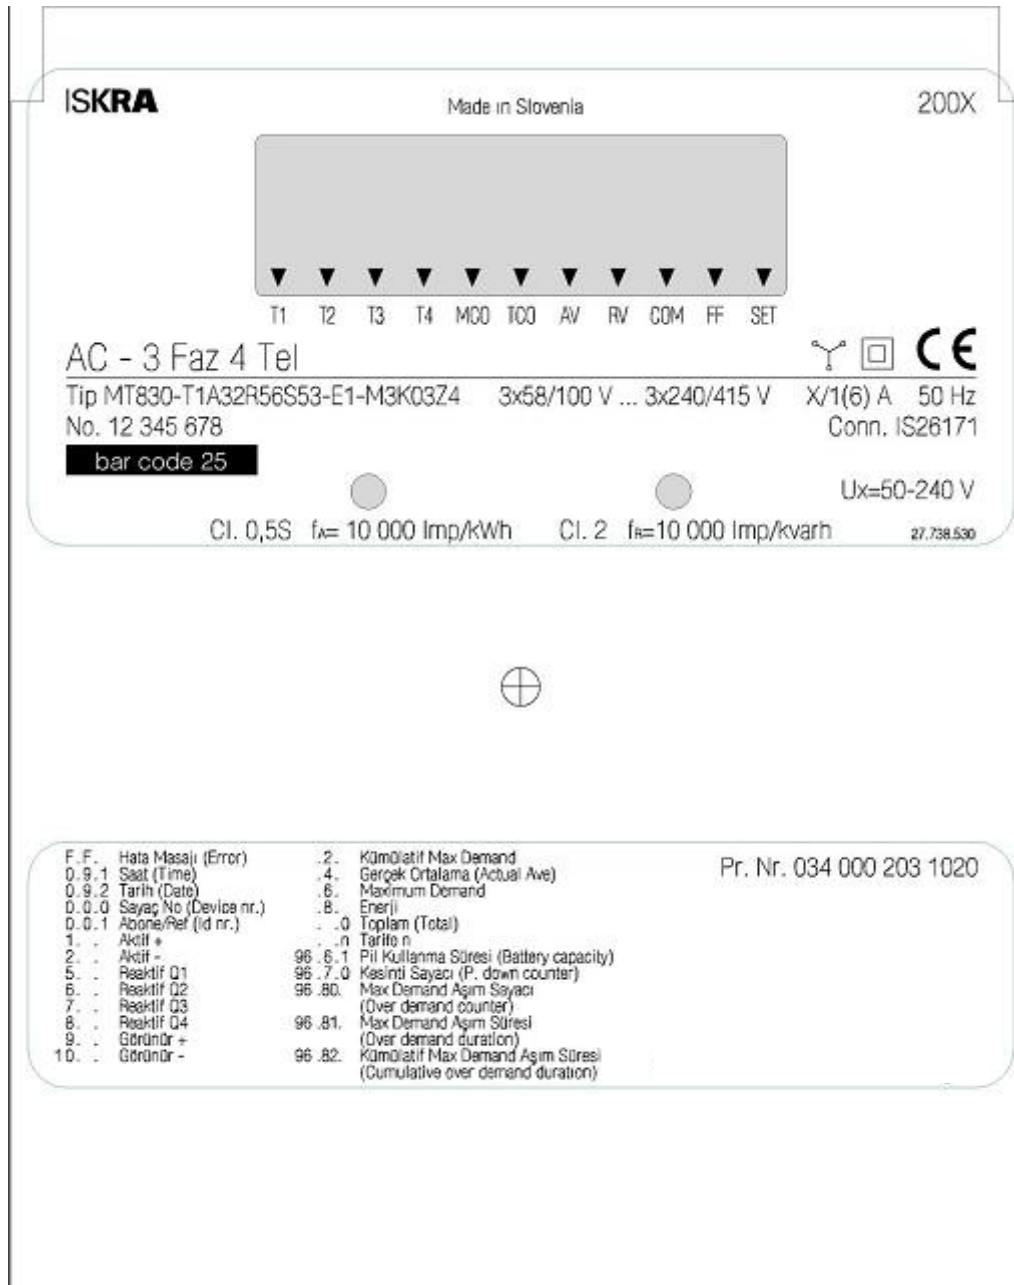 ISKRA Made in Slovenia 200X
T1 T2 T3 T4 MCO TCO AV RV COM FF SET
AC - 3 Faz 4 Tel CE
Tip MT830-T1A32R56S53-E1-M3K03Z4 3x58/100 V ... 3x240/415 V X/1(6) A 50 Hz
No. 12 345 678 Conn. IS26171
bar code 25
Ux=50-240 V
Cl. 0,5S fA= 10 000 Imp/kWh Cl. 2 fR=10 000 Imp/kvarh 27.738.530
Pr. Nr. 034 000 203 1020
F.F. Hata Masajı (Error)
0.9.1 Saat (Time)
0.9.2 Tarih (Date)
0.0.0 Sayaç No (Device nr.)
0.0.1 Abone/Ref (Id nr.)
1. . Aktif +
2. . Aktif -
5. . Reaktif Q1
6. . Reaktif Q2
7. . Reaktif Q3
8. . Reaktif Q4
9. . Görünür +
10. . Görünür -
.2. Kümülatif Max Demand
.4. Gerçek Ortalama (Actual Ave)
.6. Maximum Demand
.8. Enerji
. .0 Toplam (Total)
. .n Tarife n
96 .6.1 Pil Kullanma Süresi (Battery capacity)
96 .7.0 Kesinti Sayacı (P. down counter)
96 .80. Max Demand Aşım Sayacı
(Over demand counter)
96 .81. Max Demand Aşım Süresi
(Over demand duration)
96 .82. Kümülatif Max Demand Aşım Süresi
(Cumulative over demand duration)